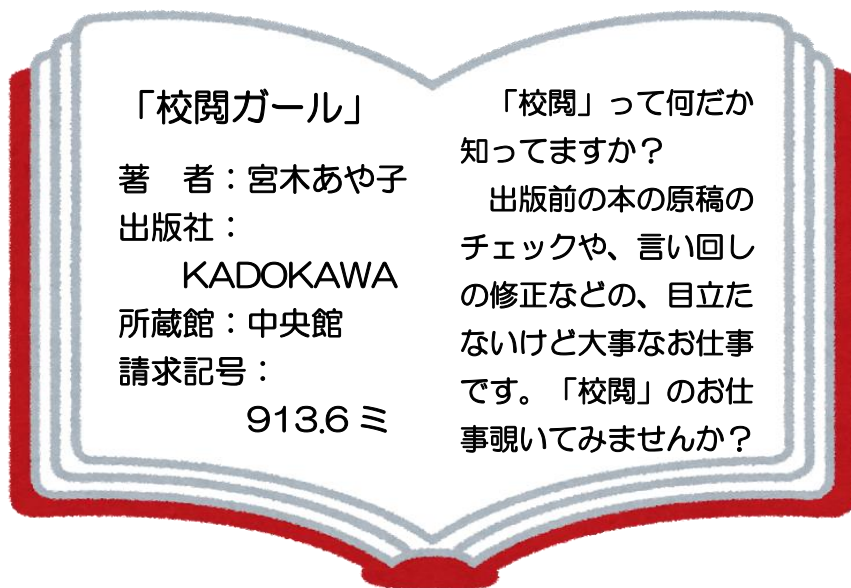 「校閲ガール」
著　者：宮木あや子
出版社：
KADOKAWA
所蔵館：中央館
請求記号：
913.6 ミ
「校閲」って何だか
知ってますか？
出版前の本の原稿の
チェックや、言い回し
の修正などの、目立た
ないけど大事なお仕事
です。「校閲」のお仕
事覗いてみませんか？